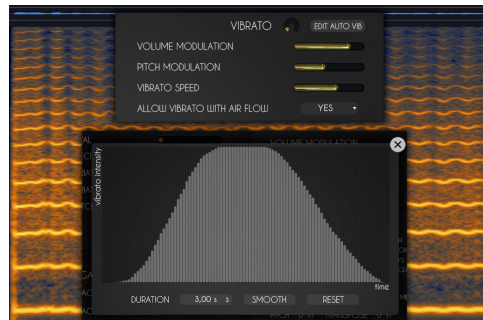 VIBRATO EDIT AUTO VIB
VOLUME MODULATION
PITCH MODULATION
VIBRATO SPEED
ALLOW VIBRATO WITH AIR FLOW YES
VOLUME MODULATION
vibrato intensity
time
DURATION 3,00 s s SMOOTH RESET